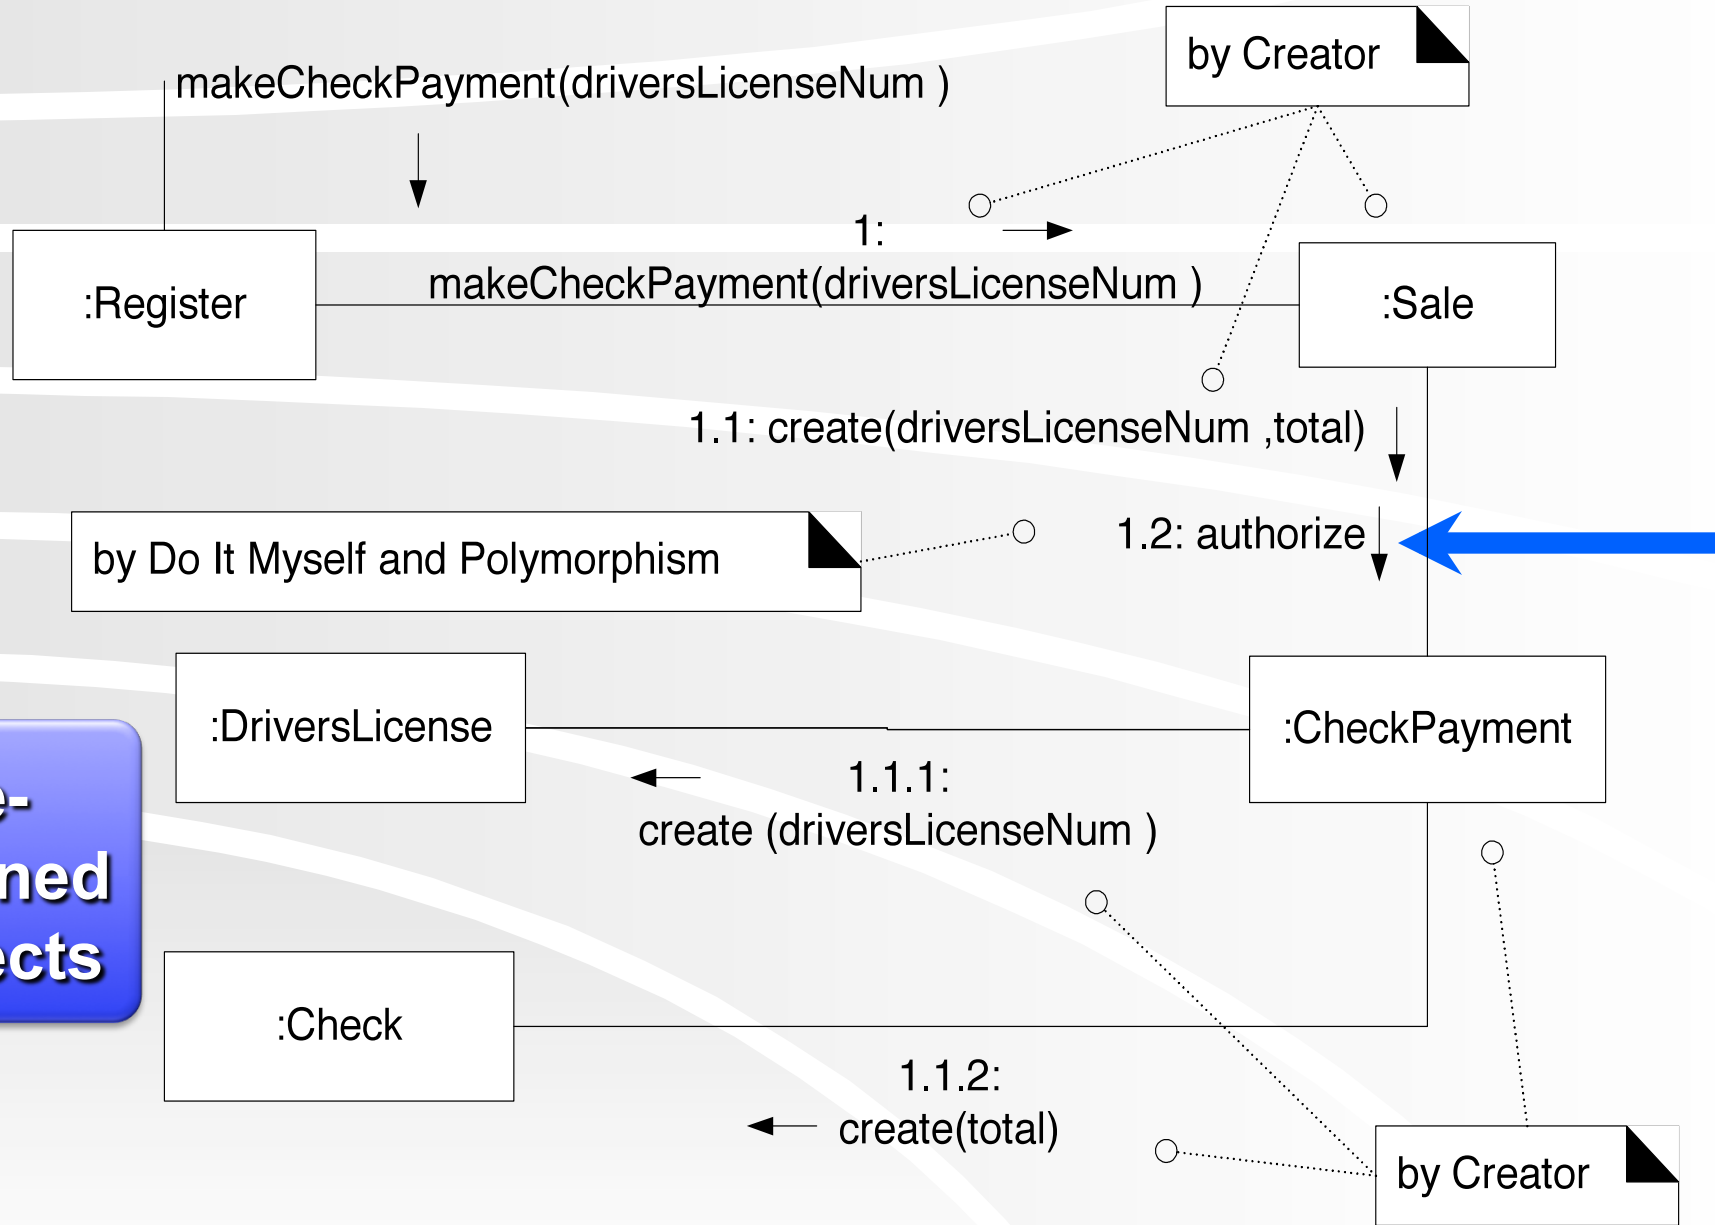 by Creator
makeCheckPayment(driversLicenseNum )
1:
makeCheckPayment(driversLicenseNum )
:Register
:Sale
1.1: create(driversLicenseNum ,total)
1.2: authorize
by Do It Myself and Polymorphism
:DriversLicense
:CheckPayment
1.1.1:
create (driversLicenseNum )
:Check
1.1.2:
create(total)
by Creator